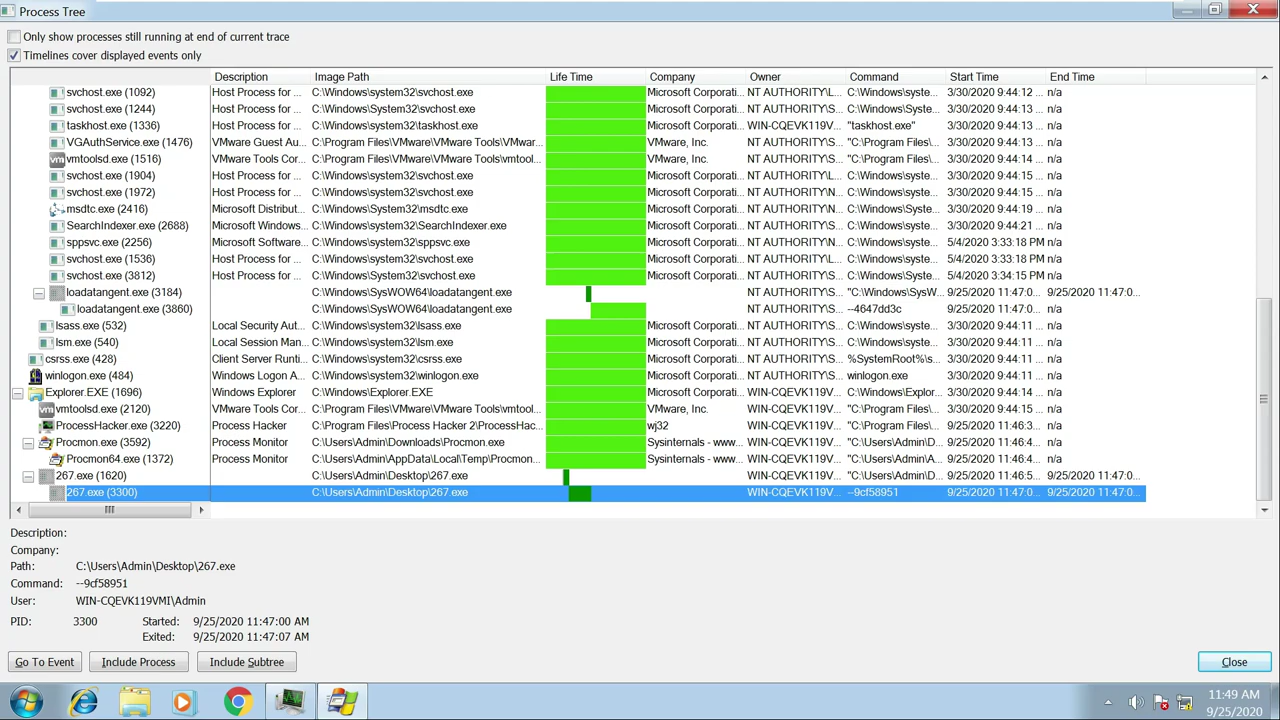 Process Tree
Only show processes still running at end of current trace
Timelines cover displayed events only
Description Image Path Life Time Company Owner Command Start Time End Time
svchost.exe (1092) Host Process for ... C:\Windows\system32\svchost.exe Microsoft Corporati... NT AUTHORITY\L... C:\Windows\syste... 3/30/2020 9:44:12 ... n/a
svchost.exe (1244) Host Process for ... C:\Windows\System32\svchost.exe Microsoft Corporati... NT AUTHORITY\S... C:\Windows\System... 3/30/2020 9:44:13 ... n/a
taskhost.exe (1336) Host Process for ... C:\Windows\system32\taskhost.exe Microsoft Corporati... WIN-CQEVK119V... "taskhost.exe" 3/30/2020 9:44:13 ... n/a
VGAuthService.exe (1476) VMware Guest Au... C:\Program Files\VMware\VMware Tools\VMwar... VMware, Inc. NT AUTHORITY\S... "C:\Program Files\... 3/30/2020 9:44:13 ... n/a
vmtoolsd.exe (1516) VMware Tools Cor... C:\Program Files\VMware\VMware Tools\vmtool... VMware, Inc. NT AUTHORITY\S... "C:\Program Files\... 3/30/2020 9:44:14 ... n/a
svchost.exe (1904) Host Process for ... C:\Windows\system32\svchost.exe Microsoft Corporati... NT AUTHORITY\L... C:\Windows\syste... 3/30/2020 9:44:15 ... n/a
svchost.exe (1972) Host Process for ... C:\Windows\system32\svchost.exe Microsoft Corporati... NT AUTHORITY\N... C:\Windows\syste... 3/30/2020 9:44:15 ... n/a
msdtc.exe (2416) Microsoft Distribut... C:\Windows\System32\msdtc.exe Microsoft Corporati... NT AUTHORITY\N... C:\Windows\Syste... 3/30/2020 9:44:19 ... n/a
SearchIndexer.exe (2688) Microsoft Windows... C:\Windows\system32\SearchIndexer.exe Microsoft Corporati... NT AUTHORITY\S... C:\Windows\syste... 3/30/2020 9:44:21 ... n/a
sppsvc.exe (2256) Microsoft Software... C:\Windows\system32\sppsvc.exe Microsoft Corporati... NT AUTHORITY\N... C:\Windows\syste... 5/4/2020 3:33:18 PM n/a
svchost.exe (1536) Host Process for ... C:\Windows\system32\svchost.exe Microsoft Corporati... NT AUTHORITY\L... C:\Windows\syste... 5/4/2020 3:33:18 PM n/a
svchost.exe (3812) Host Process for ... C:\Windows\System32\svchost.exe Microsoft Corporati... NT AUTHORITY\S... C:\Windows\Syste... 5/4/2020 3:34:15 PM n/a
loadatangent.exe (3184) C:\Windows\SysWOW64\loadatangent.exe NT AUTHORITY\S... "C:\Windows\SysW... 9/25/2020 11:47:0... 9/25/2020 11:47:0...
loadatangent.exe (3860) C:\Windows\SysWOW64\loadatangent.exe NT AUTHORITY\S... --4647dd3c 9/25/2020 11:47:0... n/a
lsass.exe (532) Local Security Aut... C:\Windows\system32\lsass.exe Microsoft Corporati... NT AUTHORITY\S... C:\Windows\syste... 3/30/2020 9:44:11 ... n/a
lsm.exe (540) Local Session Man... C:\Windows\system32\lsm.exe Microsoft Corporati... NT AUTHORITY\S... C:\Windows\syste... 3/30/2020 9:44:11 ... n/a
csrss.exe (428) Client Server Runti... C:\Windows\system32\csrss.exe Microsoft Corporati... NT AUTHORITY\S... %SystemRoot%\s... 3/30/2020 9:44:11 ... n/a
winlogon.exe (484) Windows Logon A... C:\Windows\system32\winlogon.exe Microsoft Corporati... NT AUTHORITY\S... winlogon.exe 3/30/2020 9:44:11 ... n/a
Explorer.EXE (1696) Windows Explorer C:\Windows\Explorer.EXE Microsoft Corporati... WIN-CQEVK119V... C:\Windows\Explor... 3/30/2020 9:44:14 ... n/a
vmtoolsd.exe (2120) VMware Tools Cor... C:\Program Files\VMware\VMware Tools\vmtool... VMware, Inc. WIN-CQEVK119V... "C:\Program Files\... 3/30/2020 9:44:15 ... n/a
ProcessHacker.exe (3220) Process Hacker C:\Program Files\Process Hacker 2\ProcessHac... wj32 WIN-CQEVK119V... "C:\Program Files\... 9/25/2020 11:46:3... n/a
Procmon.exe (3592) Process Monitor C:\Users\Admin\Downloads\Procmon.exe Sysinternals - www... WIN-CQEVK119V... "C:\Users\Admin\D... 9/25/2020 11:46:4... n/a
Procmon64.exe (1372) Process Monitor C:\Users\Admin\AppData\Local\Temp\Procmon... Sysinternals - www... WIN-CQEVK119V... "C:\Users\Admin\A... 9/25/2020 11:46:4... n/a
267.exe (1620) C:\Users\Admin\Desktop\267.exe WIN-CQEVK119V... "C:\Users\Admin\D... 9/25/2020 11:46:5... 9/25/2020 11:47:0...
267.exe (3300) C:\Users\Admin\Desktop\267.exe WIN-CQEVK119V... --9cf58951 9/25/2020 11:47:0... 9/25/2020 11:47:0...
Description:
Company:
Path: C:\Users\Admin\Desktop\267.exe
Command: --9cf58951
User: WIN-CQEVK119VMI\Admin
PID: 3300 Started: 9/25/2020 11:47:00 AM
Exited: 9/25/2020 11:47:07 AM
Go To Event Include Process Include Subtree Close
11:49 AM
9/25/2020